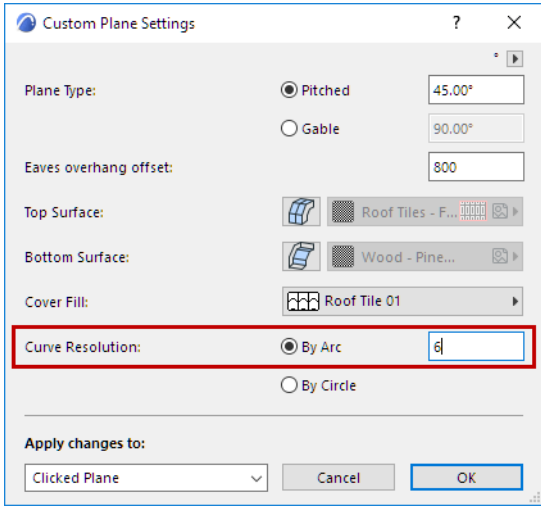 Custom Plane Settings ?
°
Plane Type: Pitched 45.00°
Gable 90.00°
Eaves overhang offset: 800
Top Surface: Roof Tiles - F...
Bottom Surface: Wood - Pine...
Cover Fill: Roof Tile 01
Curve Resolution: By Arc 6
By Circle
Apply changes to:
Clicked Plane Cancel OK